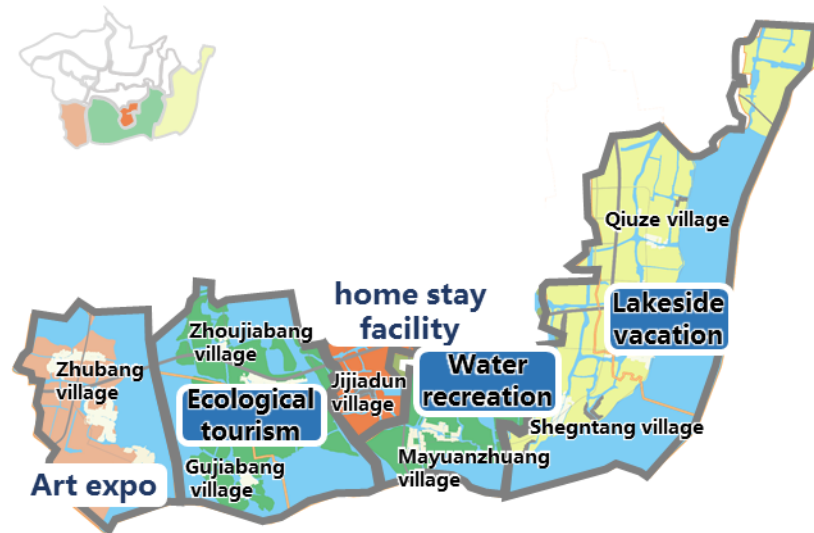 Qiuze village
Lakeside
vacation
home stay
facility
Zhoujiabang
village
Zhubang
village
Jijiadun
village
Water
recreation
Ecological
tourism
Shegntang village
Mayuanzhuang
village
Gujiabang
village
Art expo